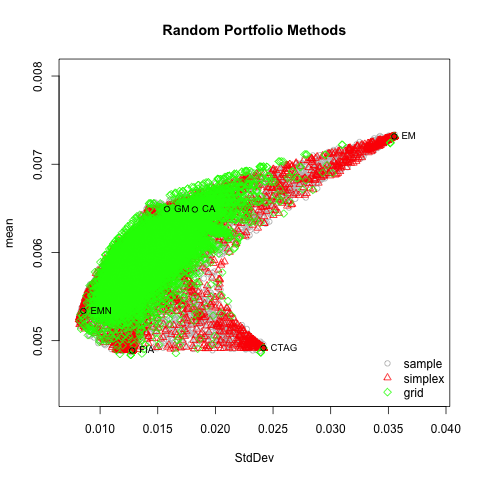 Random Portfolio Methods
mean
0.008
0.007
0.006
0.005
EM
GM CA
EMN
FIA
CTAG
sample
simplex
grid
0.010 0.015 0.020 0.025 0.030 0.035 0.040
StdDev